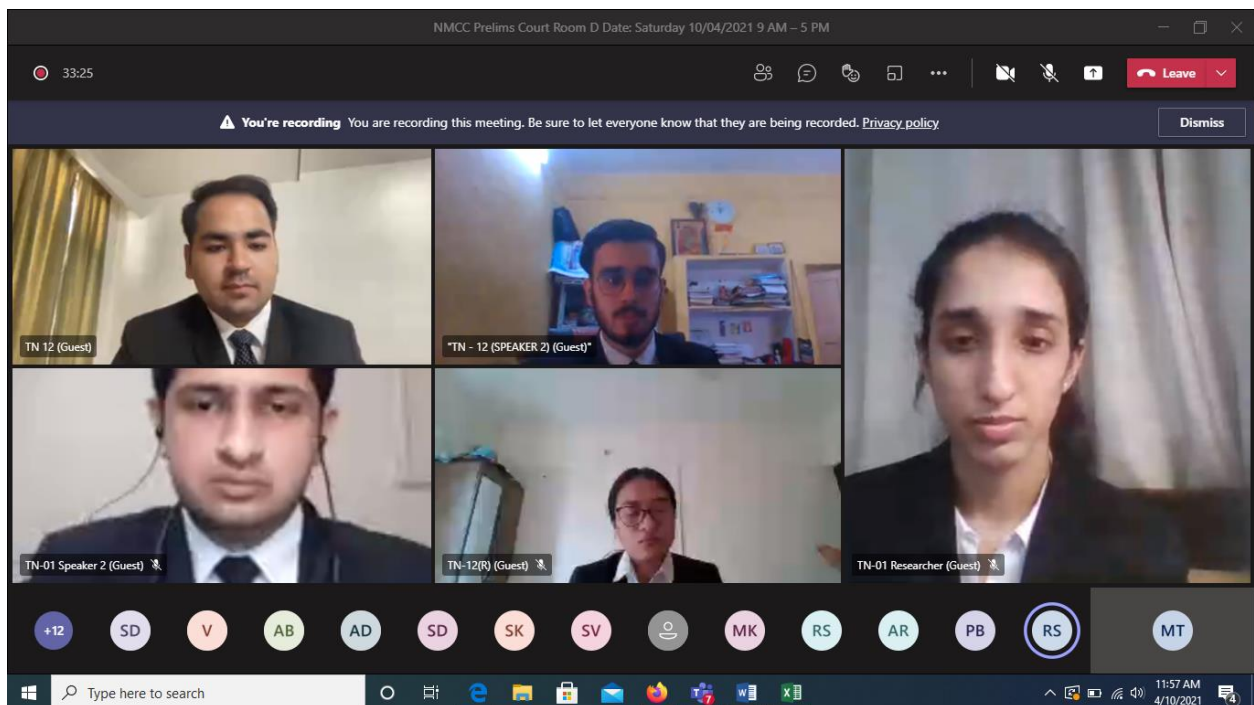 NMCC Prelims Court Room D Date: Saturday 10/04/2021 9 AM – 5 PM
33:25
Leave
You're recording You are recording this meeting. Be sure to let everyone know that they are being recorded. Privacy policy
Dismiss
TN 12 (Guest)
"TN - 12 (SPEAKER 2) (Guest)"
TN-01 Speaker 2 (Guest)
TN-12(R) (Guest)
TN-01 Researcher (Guest)
+12 SD V AB AD SD SK SV MK RS AR PB RS MT
Type here to search
7
11:57 AM
4/10/2021
4